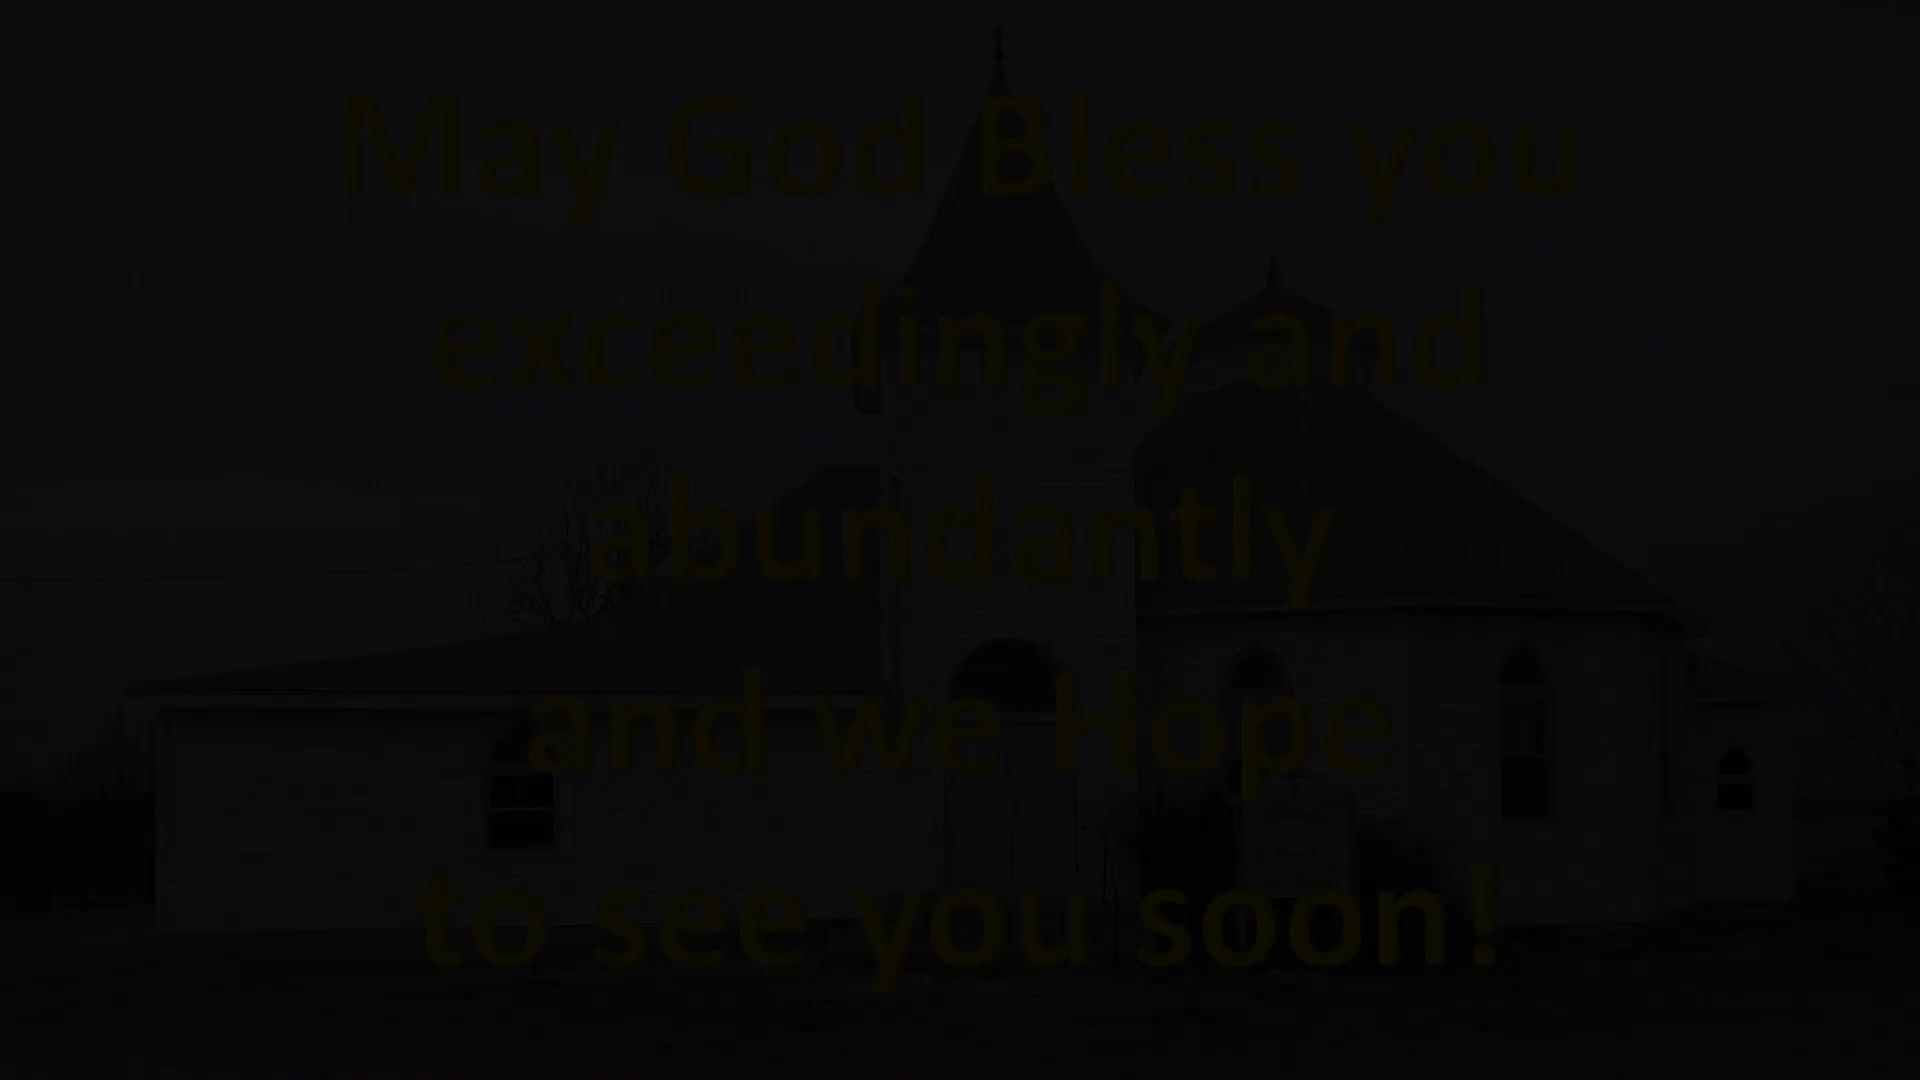 May God Bless you
exceedingly and
abundantly
and we Hope
to see you soon!